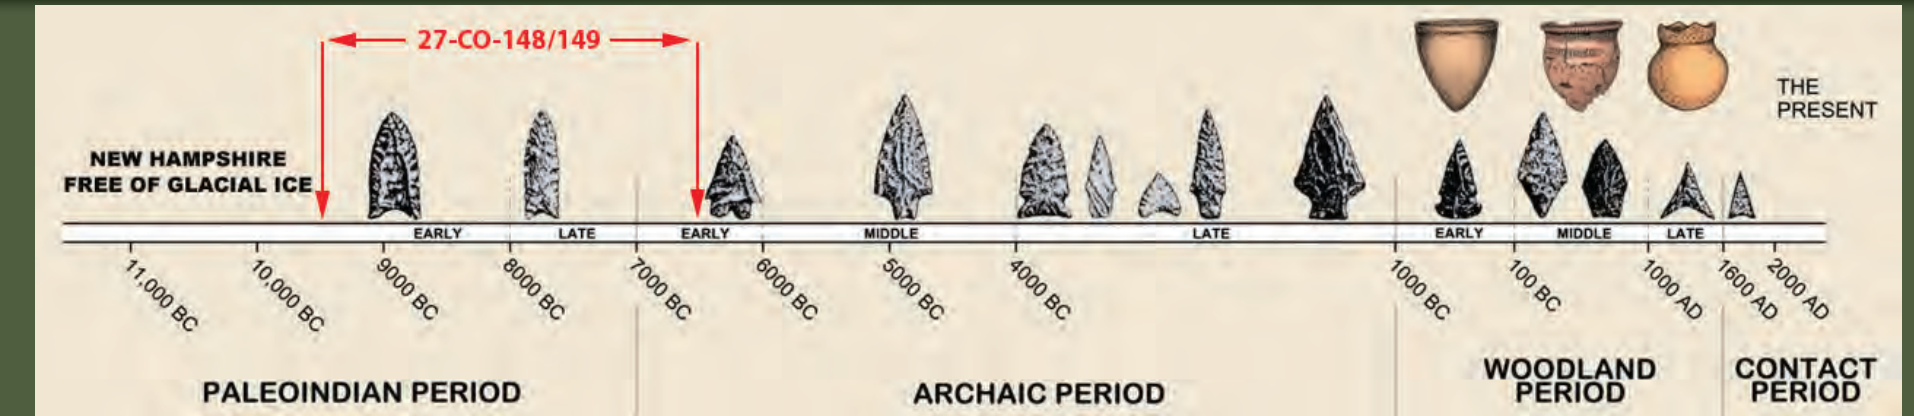 27-CO-148/149
THE
PRESENT
NEW HAMPSHIRE
FREE OF GLACIAL ICE
EARLY LATE EARLY MIDDLE LATE EARLY MIDDLE LATE
11,000 BC 10,000 BC 9000 BC 8000 BC 7000 BC 6000 BC 5000 BC 4000 BC 1000 BC 100 BC 1000 AD 1600 AD 2000 AD
PALEOINDIAN PERIOD
ARCHAIC PERIOD
WOODLAND
PERIOD
CONTACT
PERIOD